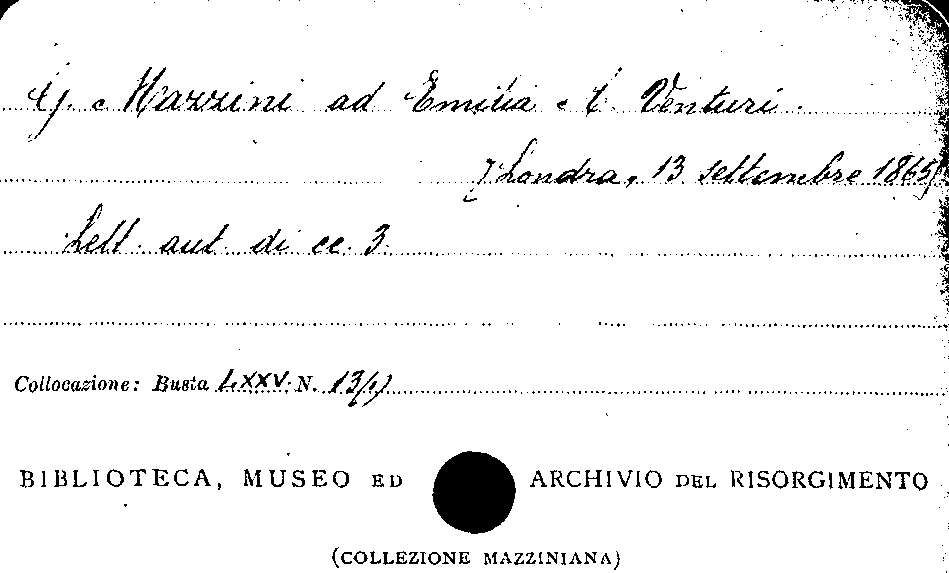 G. Mazzini ad Emilia e C. Venturi.
[Londra, 13 settembre 1865]
Lett. aut. di cc. 3.
Collocazione: Busta LXXV. N. 13/1)
BIBLIOTECA, MUSEO ED ARCHIVIO DEL RISORGIMENTO
(COLLEZIONE MAZZINIANA)